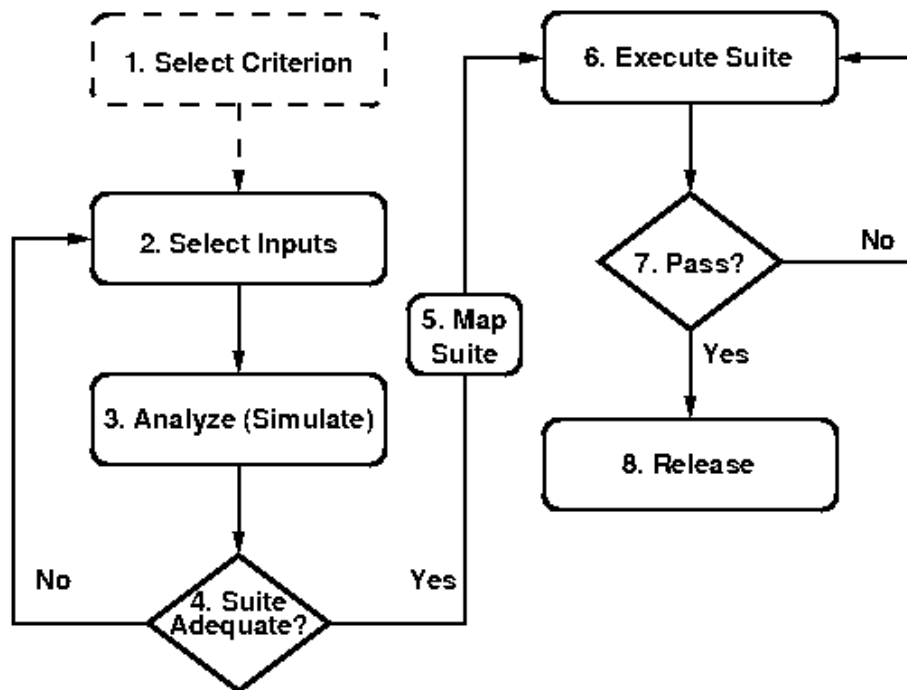 1. Select Criterion
2. Select Inputs
3. Analyze (Simulate)
4. Suite
Adequate?
No
Yes
5. Map
Suite
6. Execute Suite
7. Pass?
No
Yes
8. Release